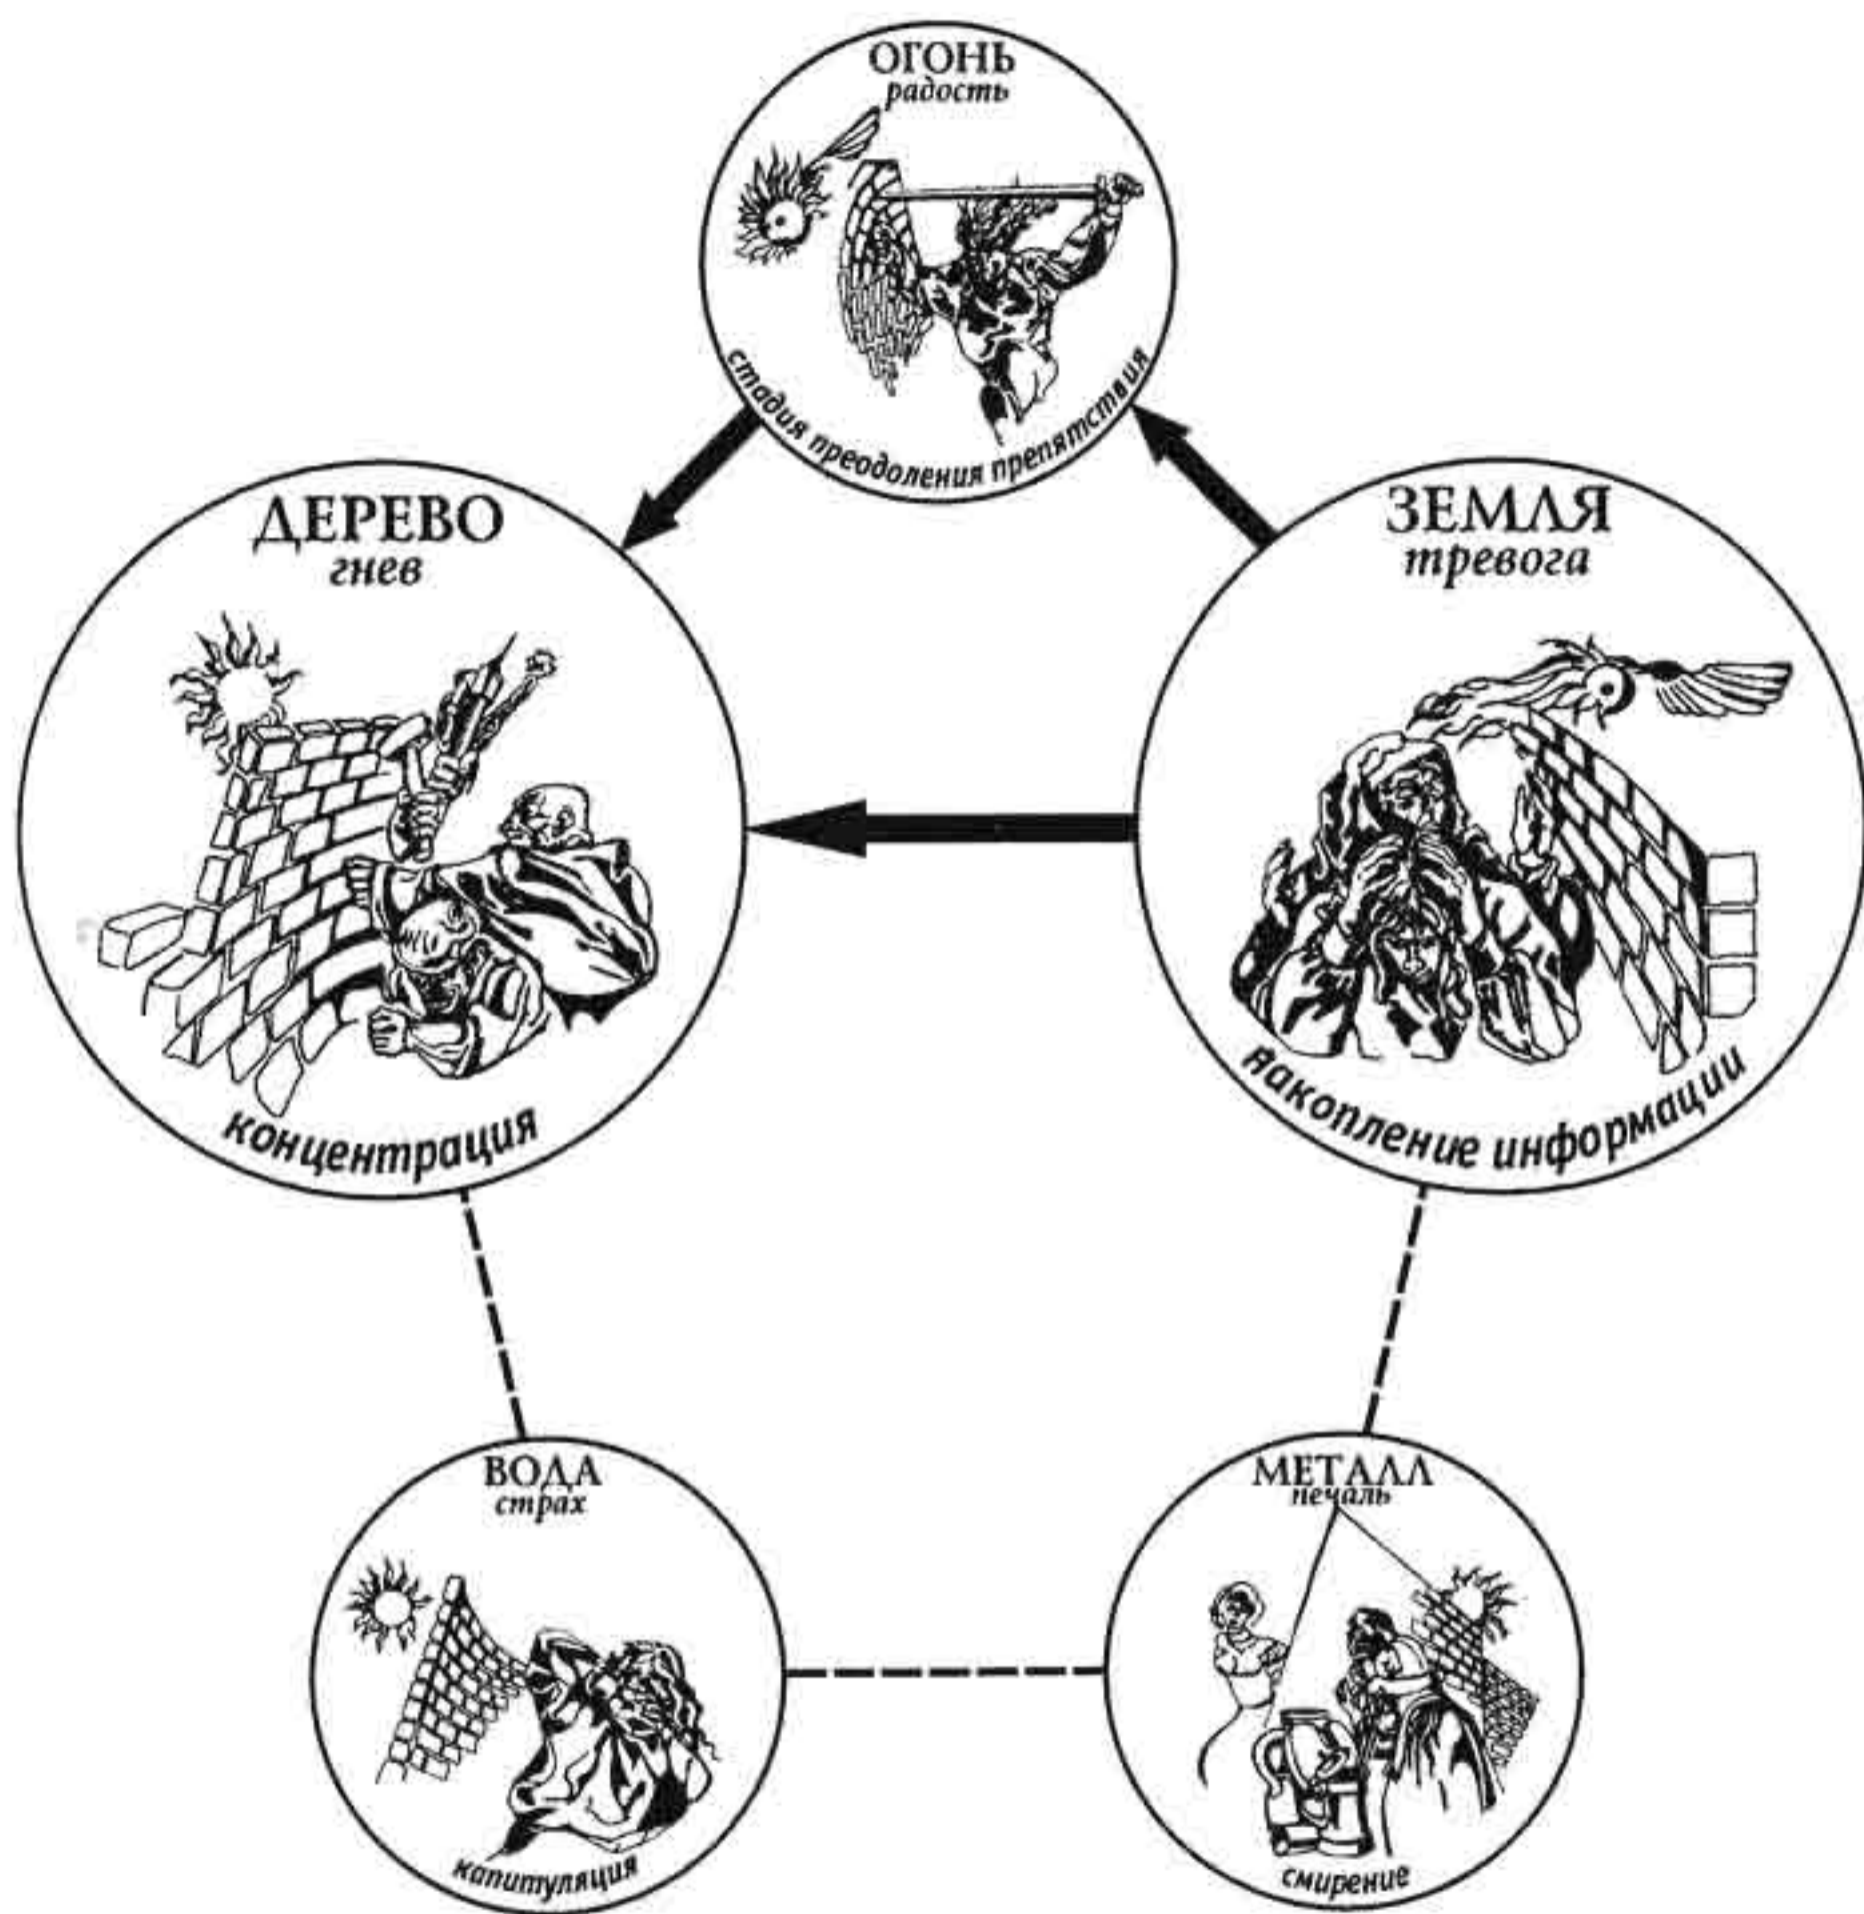 ОГОНЬ
радость
стадия преодоления препятствия
ДЕРЕВО
гнев
концентрация
ЗЕМЛЯ
тревога
накопление информации
ВОДА
страх
капитуляция
МЕТАЛЛ
печаль
смирение